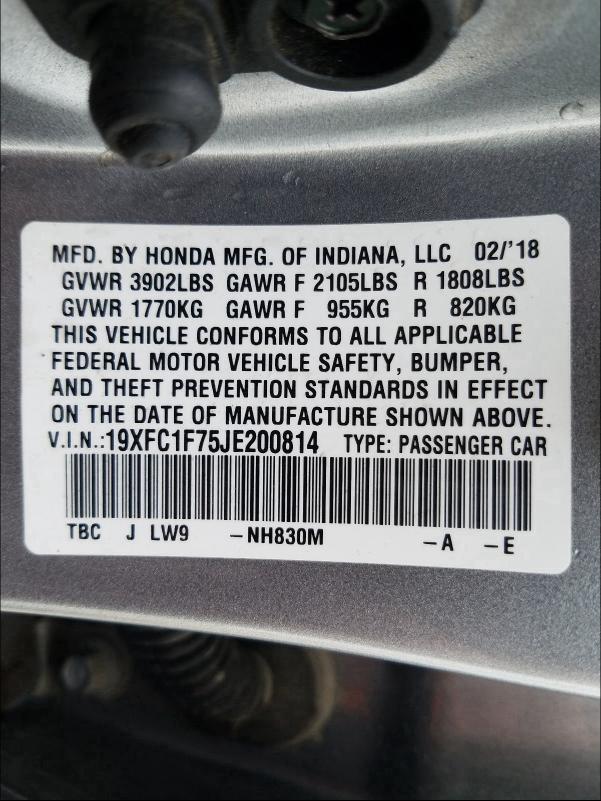 MFD. BY HONDA MFG. OF INDIANA, LLC 02/'18
GVWR 3902LBS GAWR F 2105LBS R 1808LBS
GVWR 1770KG GAWR F 955KG R 820KG
THIS VEHICLE CONFORMS TO ALL APPLICABLE
FEDERAL MOTOR VEHICLE SAFETY, BUMPER,
AND THEFT PREVENTION STANDARDS IN EFFECT
ON THE DATE OF MANUFACTURE SHOWN ABOVE.
V.I.N.:19XFC1F75JE200814 TYPE: PASSENGER CAR
TBC J LW9 -NH830M -A -E